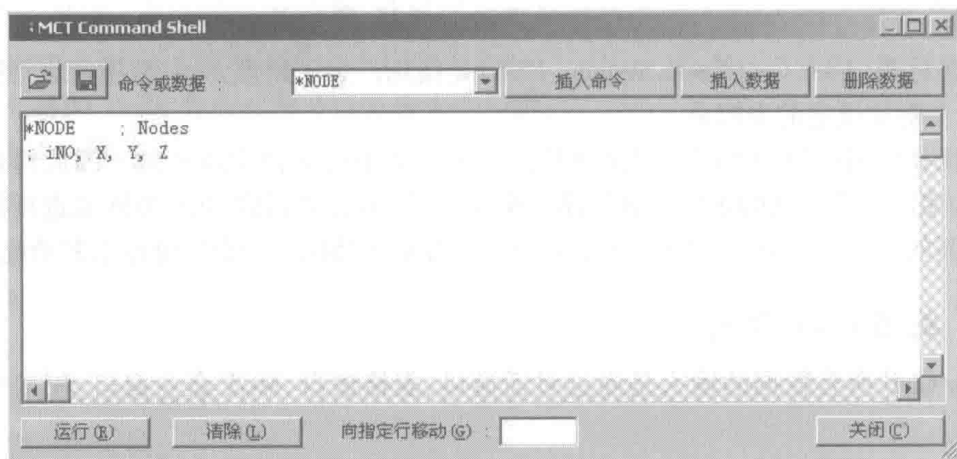 MCT Command Shell
命令或数据 : *NODE 插入命令 插入数据 删除数据
*NODE ; Nodes
; iNO, X, Y, Z
运行(R) 清除(L) 向指定行移动(G) : 关闭(C)